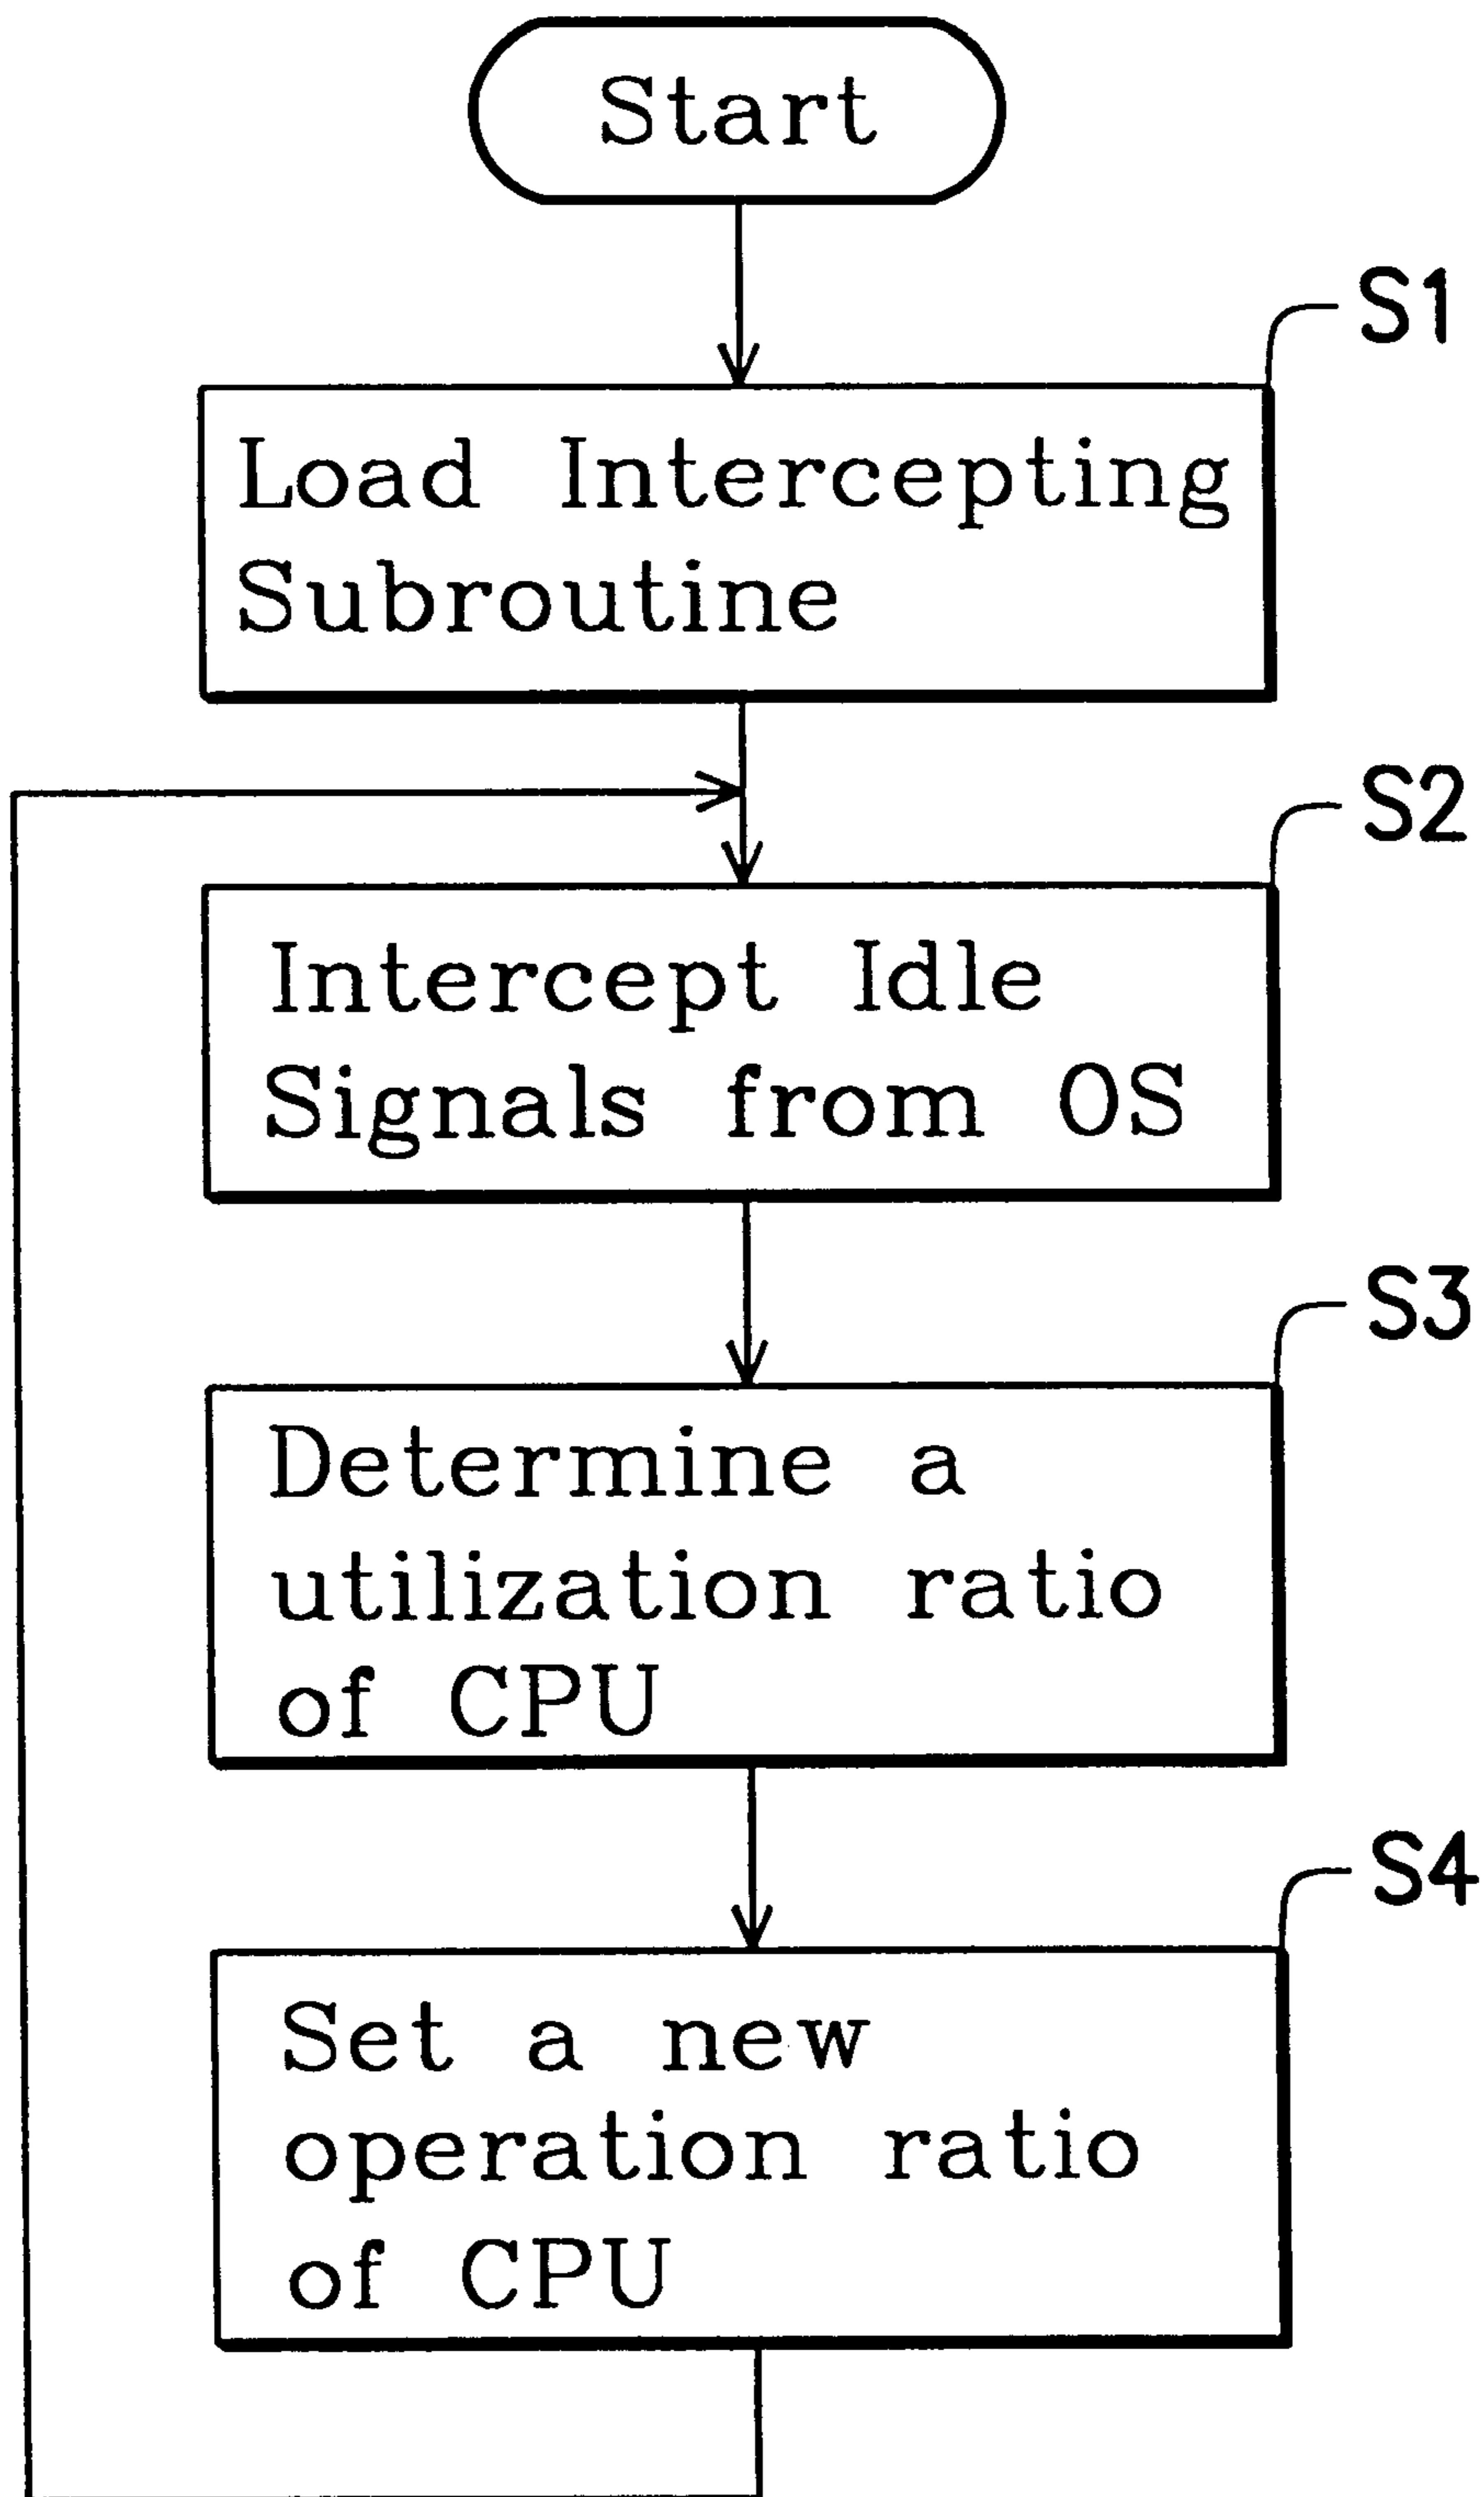 Start
S1
Load Intercepting
Subroutine
S2
Intercept Idle
Signals from OS
S3
Determine a
utilization ratio
of CPU
S4
Set a new
operation ratio
of CPU